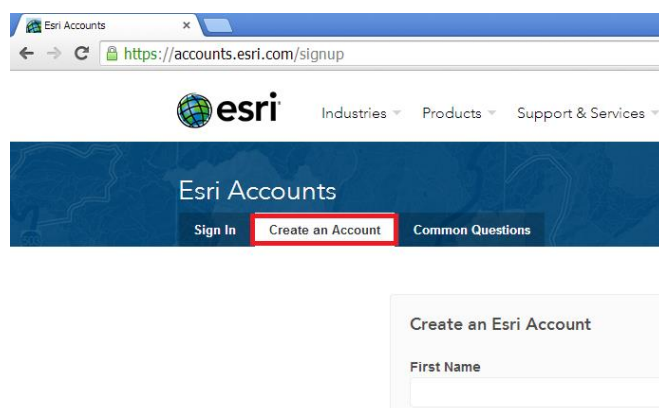 Esri Accounts
https://accounts.esri.com/signup
esri Industries Products Support & Services
Esri Accounts
Sign In Create an Account Common Questions
Create an Esri Account
First Name